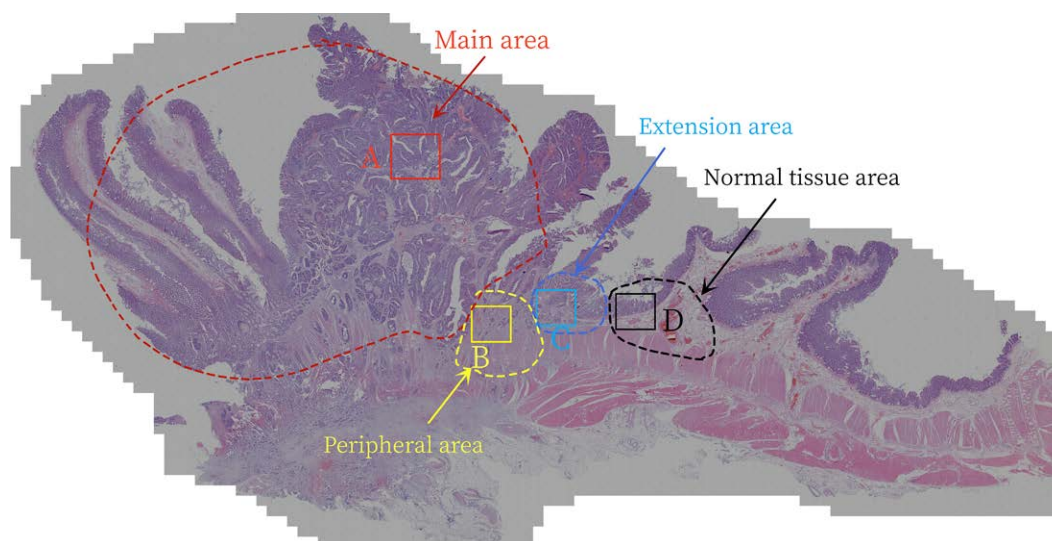 Main area
Extension area
A
Normal tissue area
D
C
B
Peripheral area